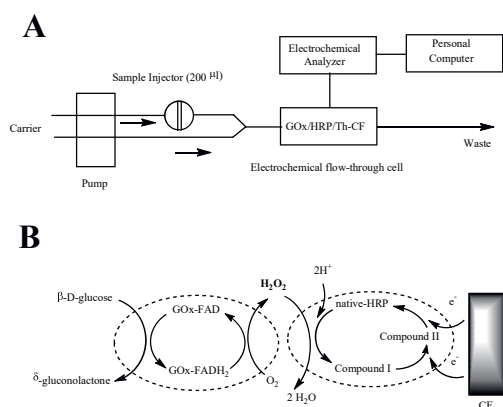 A
Electrochemical
Analyzer
Personal
Computer
Sample Injector (200 µl)
Carrier
GOx/HRP/Th-CF
Waste
Electrochemical flow-through cell
Pump
B
H₂O₂
2H⁺
β-D-glucose
GOx-FAD
native-HRP
e⁻
Compound II
e⁻
GOx-FADH₂
Compound I
δ-gluconolactone
O₂
2 H₂O